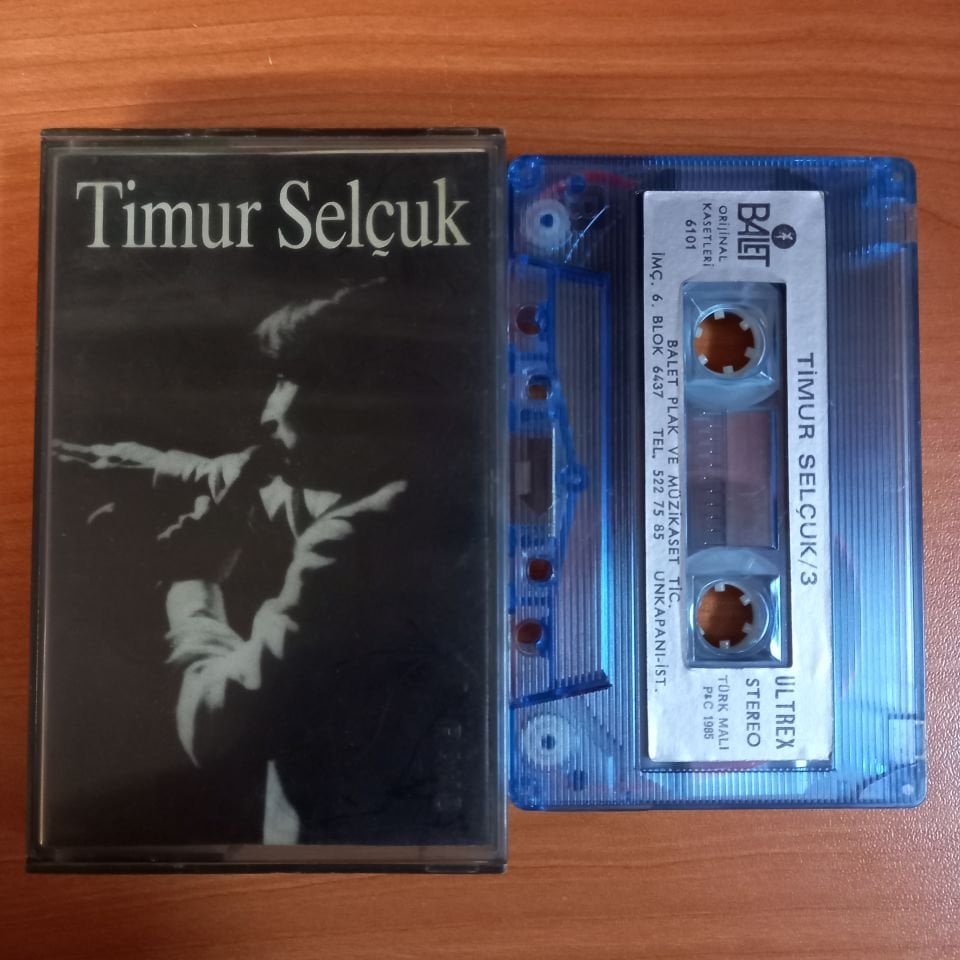 Timur Selçuk
BALET
ORİJİNAL
KASETLERİ
6101
TİMUR SELÇUK/3
BALET PLAK VE MÜZİKASET TİC.
İMÇ. 6. BLOK 6437 TEL. 522 75 85 UNKAPANI-İST.
ULTREX
STEREO
TÜRK MALI
P&C 1985